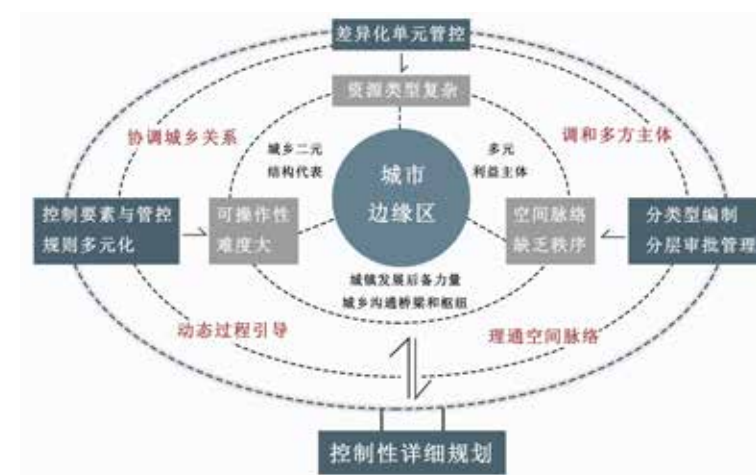 差异化单元管控
资源类型复杂
协调城乡关系
调和多方主体
城乡二元
结构代表
多元
利益主体
城市
边缘区
控制要素与管控
规则多元化
可操作性
难度大
空间脉络
缺乏秩序
分类型编制
分层审批管理
城镇发展后备力量
城乡沟通桥梁和枢纽
动态过程引导
理通空间脉络
控制性详细规划